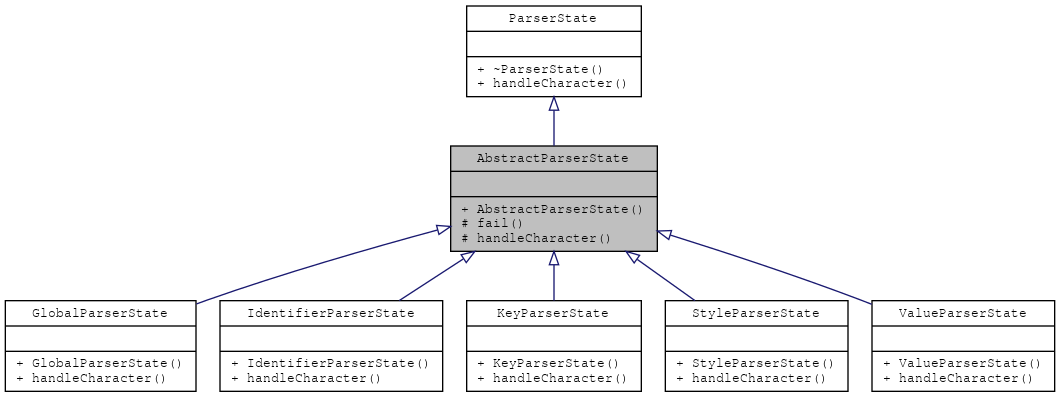 ParserState
+ ~ParserState()
+ handleCharacter()
AbstractParserState
+ AbstractParserState()
# fail()
# handleCharacter()
GlobalParserState
+ GlobalParserState()
+ handleCharacter()
IdentifierParserState
+ IdentifierParserState()
+ handleCharacter()
KeyParserState
+ KeyParserState()
+ handleCharacter()
StyleParserState
+ StyleParserState()
+ handleCharacter()
ValueParserState
+ ValueParserState()
+ handleCharacter()